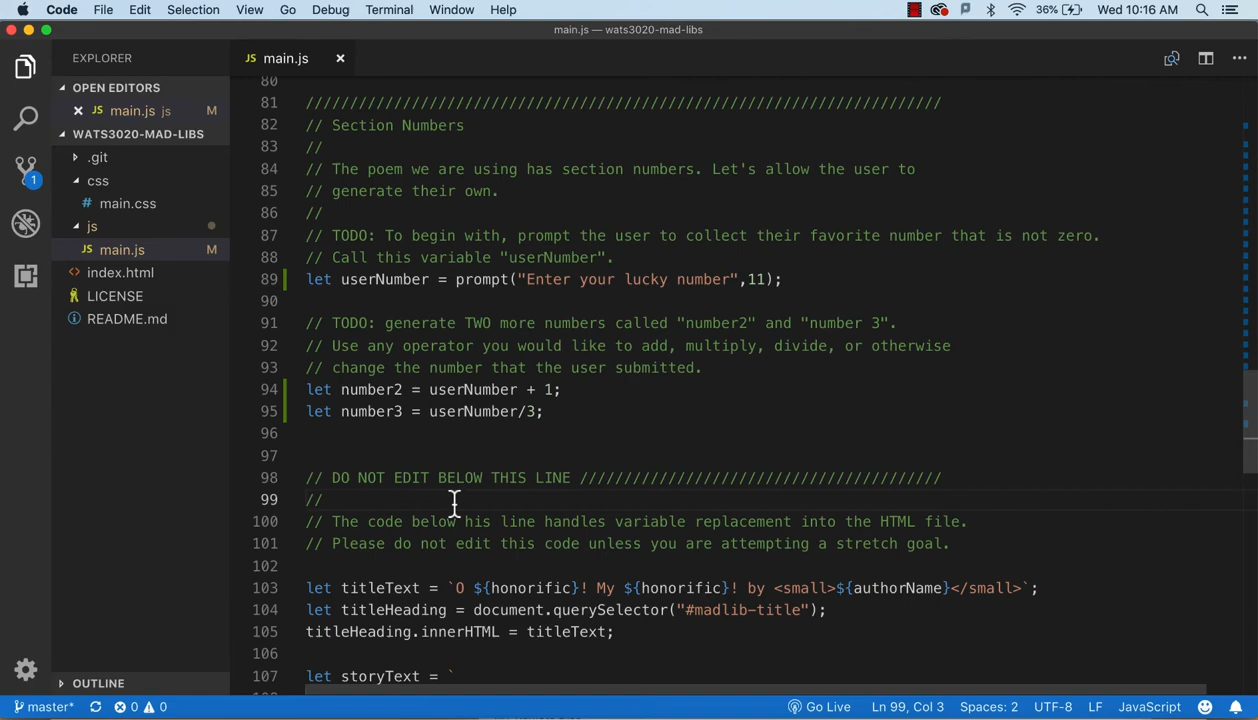 Code File Edit Selection View Go Debug Terminal Window Help 36% Wed 10:16 AM
main.js — wats3020-mad-libs
EXPLORER
JS main.js ×
OPEN EDITORS
× JS main.js js M
WATS3020-MAD-LIBS
.git
css
# main.css
js
JS main.js M
<> index.html
LICENSE
README.md
OUTLINE
1
80
81 ////////////////////////////////////////////////////////////////////////
82 // Section Numbers
83 //
84 // The poem we are using has section numbers. Let's allow the user to
85 // generate their own.
86 //
87 // TODO: To begin with, prompt the user to collect their favorite number that is not zero.
88 // Call this variable "userNumber".
89 let userNumber = prompt("Enter your lucky number",11);
90
91 // TODO: generate TWO more numbers called "number2" and "number 3".
92 // Use any operator you would like to add, multiply, divide, or otherwise
93 // change the number that the user submitted.
94 let number2 = userNumber + 1;
95 let number3 = userNumber/3;
96
97
98 // DO NOT EDIT BELOW THIS LINE /////////////////////////////////////////
99 //
100 // The code below his line handles variable replacement into the HTML file.
101 // Please do not edit this code unless you are attempting a stretch goal.
102
103 let titleText = `O ${honorific}! My ${honorific}! by <small>${authorName}</small>`;
104 let titleHeading = document.querySelector("#madlib-title");
105 titleHeading.innerHTML = titleText;
106
107 let storyText = `
master* 0 0 Go Live Ln 99, Col 3 Spaces: 2 UTF-8 LF JavaScript